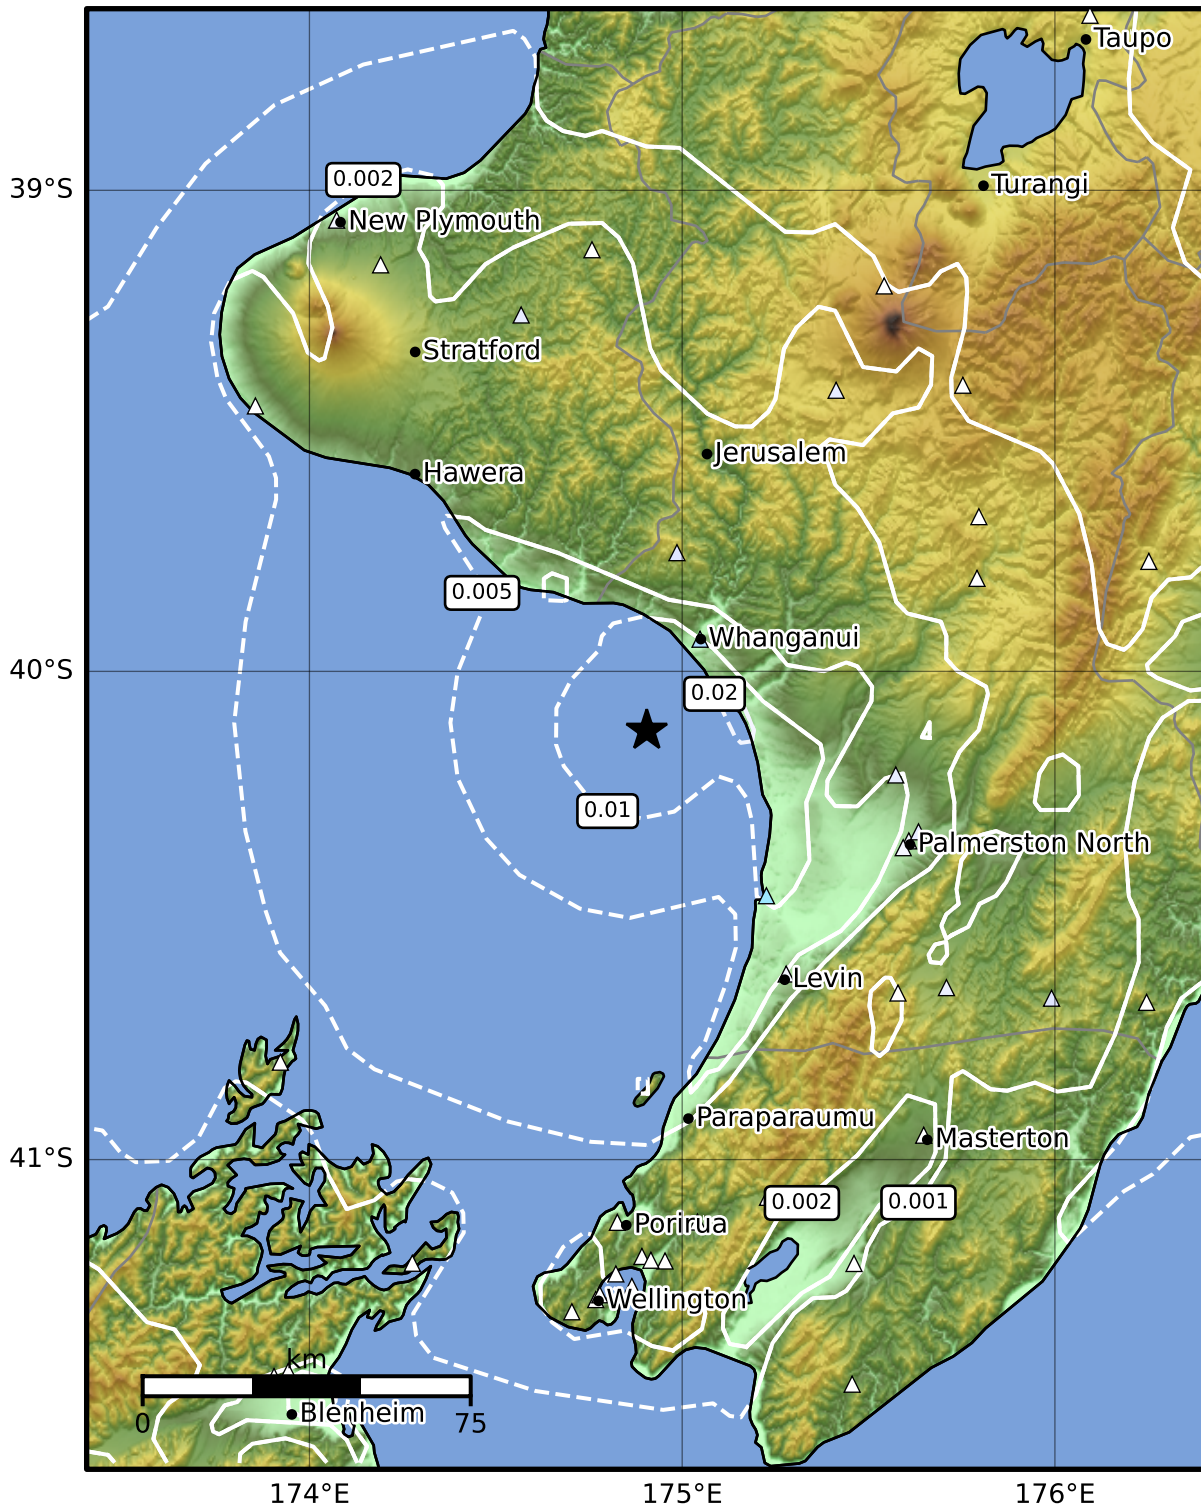 Taupo
39°S
0.002
Turangi
New Plymouth
Stratford
Jerusalem
Hawera
0.005
Whanganui
40°S
0.02
0.01
Palmerston North
Levin
Paraparaumu
Masterton
41°S
0.002
0.001
Porirua
Wellington
km
0
75
Blenheim
174°E
175°E
176°E